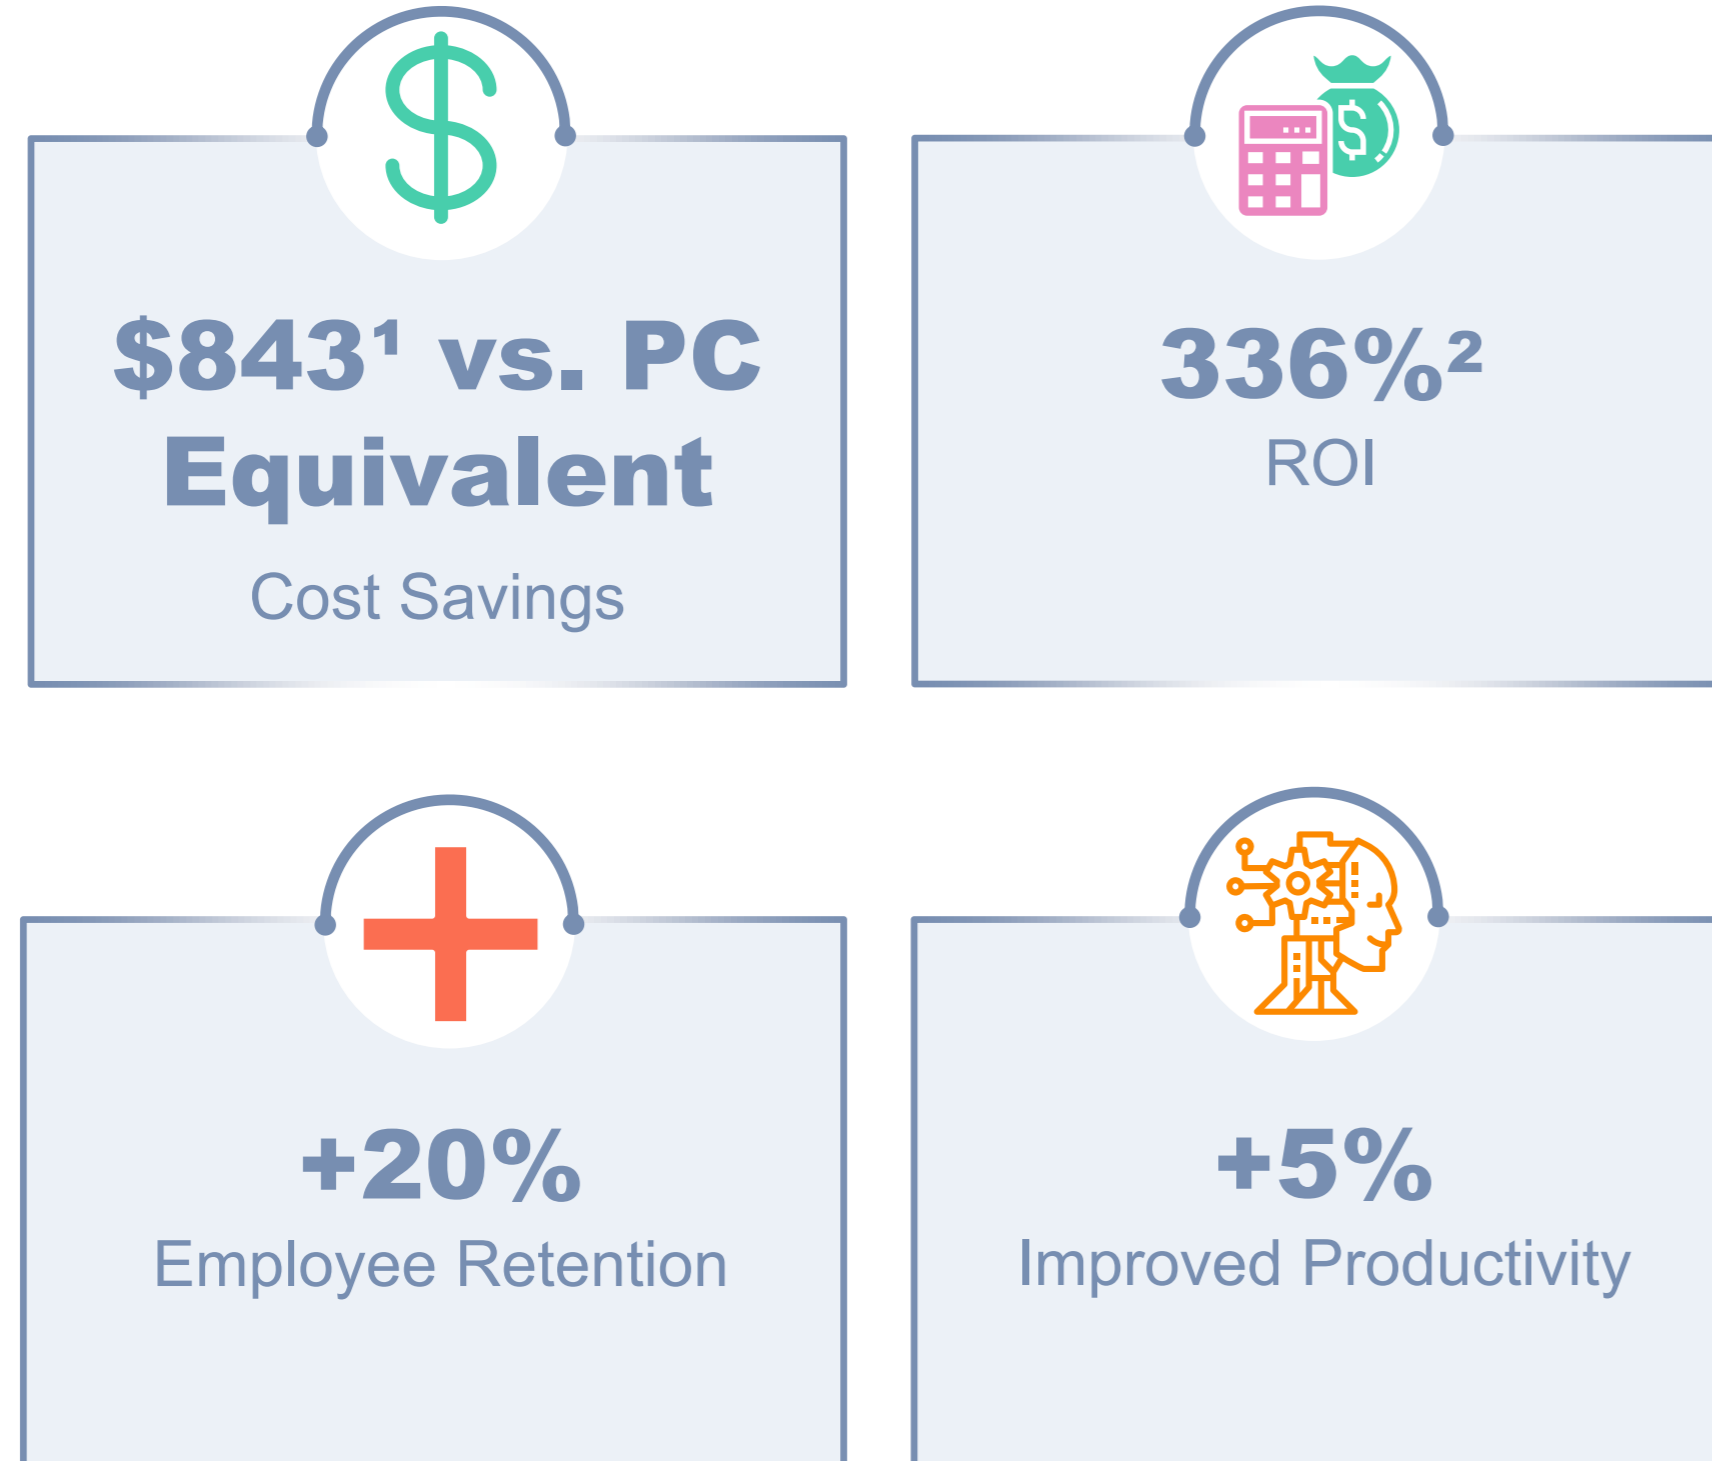 $843¹ vs. PC
Equivalent
Cost Savings
336%²
ROI
+20%
Employee Retention
+5%
Improved Productivity